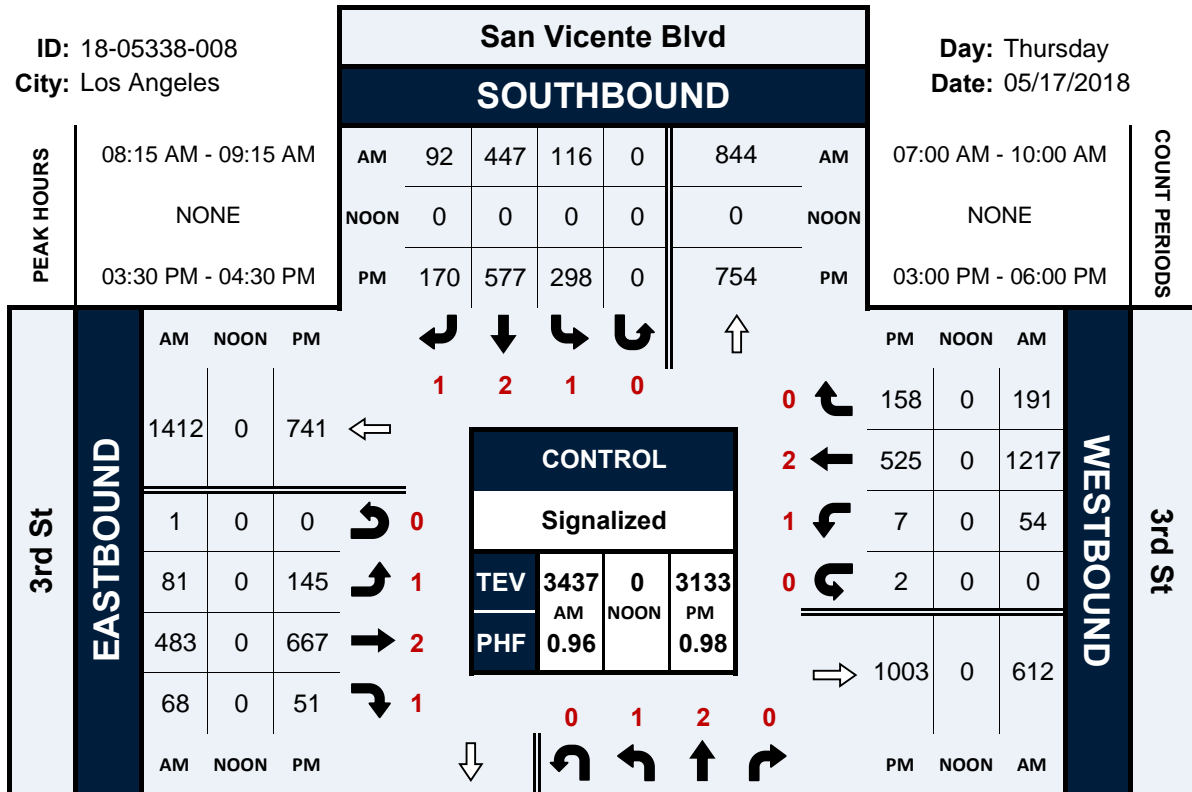 San Vicente Blvd
ID: 18-05338-008
Day: Thursday
City: Los Angeles
Date: 05/17/2018
SOUTHBOUND
PEAK HOURS
08:15 AM - 09:15 AM
NONE
03:30 PM - 04:30 PM
AM 92 447 116 0 844 AM
NOON 0 0 0 0 0 NOON
PM 170 577 298 0 754 PM
07:00 AM - 10:00 AM
NONE
03:00 PM - 06:00 PM
COUNT PERIODS
1 2 1 0
3rd St
EASTBOUND
AM NOON PM
1412 0 741
1 0 0 0
81 0 145 1
483 0 667 2
68 0 51 1
AM NOON PM
CONTROL
Signalized
TEV 3437 0 3133
AM NOON PM
PHF 0.96 0.98
PM NOON AM
0 158 0 191
2 525 0 1217
1 7 0 54
0 2 0 0
1003 0 612
PM NOON AM
WESTBOUND
3rd St
0 1 2 0